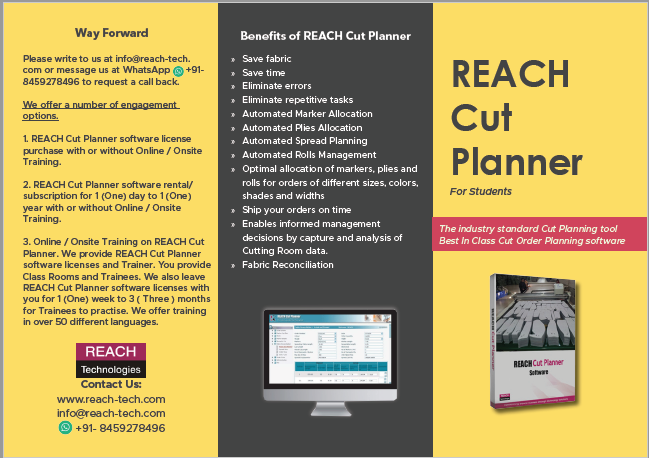 Way Forward
Please write to us at info@reach-tech.
com or message us at WhatsApp +91-
8459278496 to request a call back.
We offer a number of engagement
options.
1. REACH Cut Planner software license
purchase with or without Online / Onsite
Training.
2. REACH Cut Planner software rental/
subscription for 1 (One) day to 1 (One)
year with or without Online / Onsite
Training.
3. Online / Onsite Training on REACH Cut
Planner. We provide REACH Cut Planner
software licenses and Trainer. You provide
Class Rooms and Trainees. We also leave
REACH Cut Planner software licenses with
you for 1 (One) week to 3 ( Three ) months
for Trainees to practise. We offer training
in over 50 different languages.
REACH
Technologies
Contact Us:
www.reach-tech.com
info@reach-tech.com
+91- 8459278496
Benefits of REACH Cut Planner
» Save fabric
» Save time
» Eliminate errors
» Eliminate repetitive tasks
» Automated Marker Allocation
» Automated Plies Allocation
» Automated Spread Planning
» Automated Rolls Management
» Optimal allocation of markers, plies and
rolls for orders of different sizes, colors,
shades and widths
» Ship your orders on time
» Enables informed management
decisions by capture and analysis of
Cutting Room data.
» Fabric Reconciliation
REACH Cut Planner
REACH
Cut
Planner
For Students
The industry standard Cut Planning tool
Best In Class Cut Order Planning software
REACH Cut Planner
REACH Cut Planner
Software